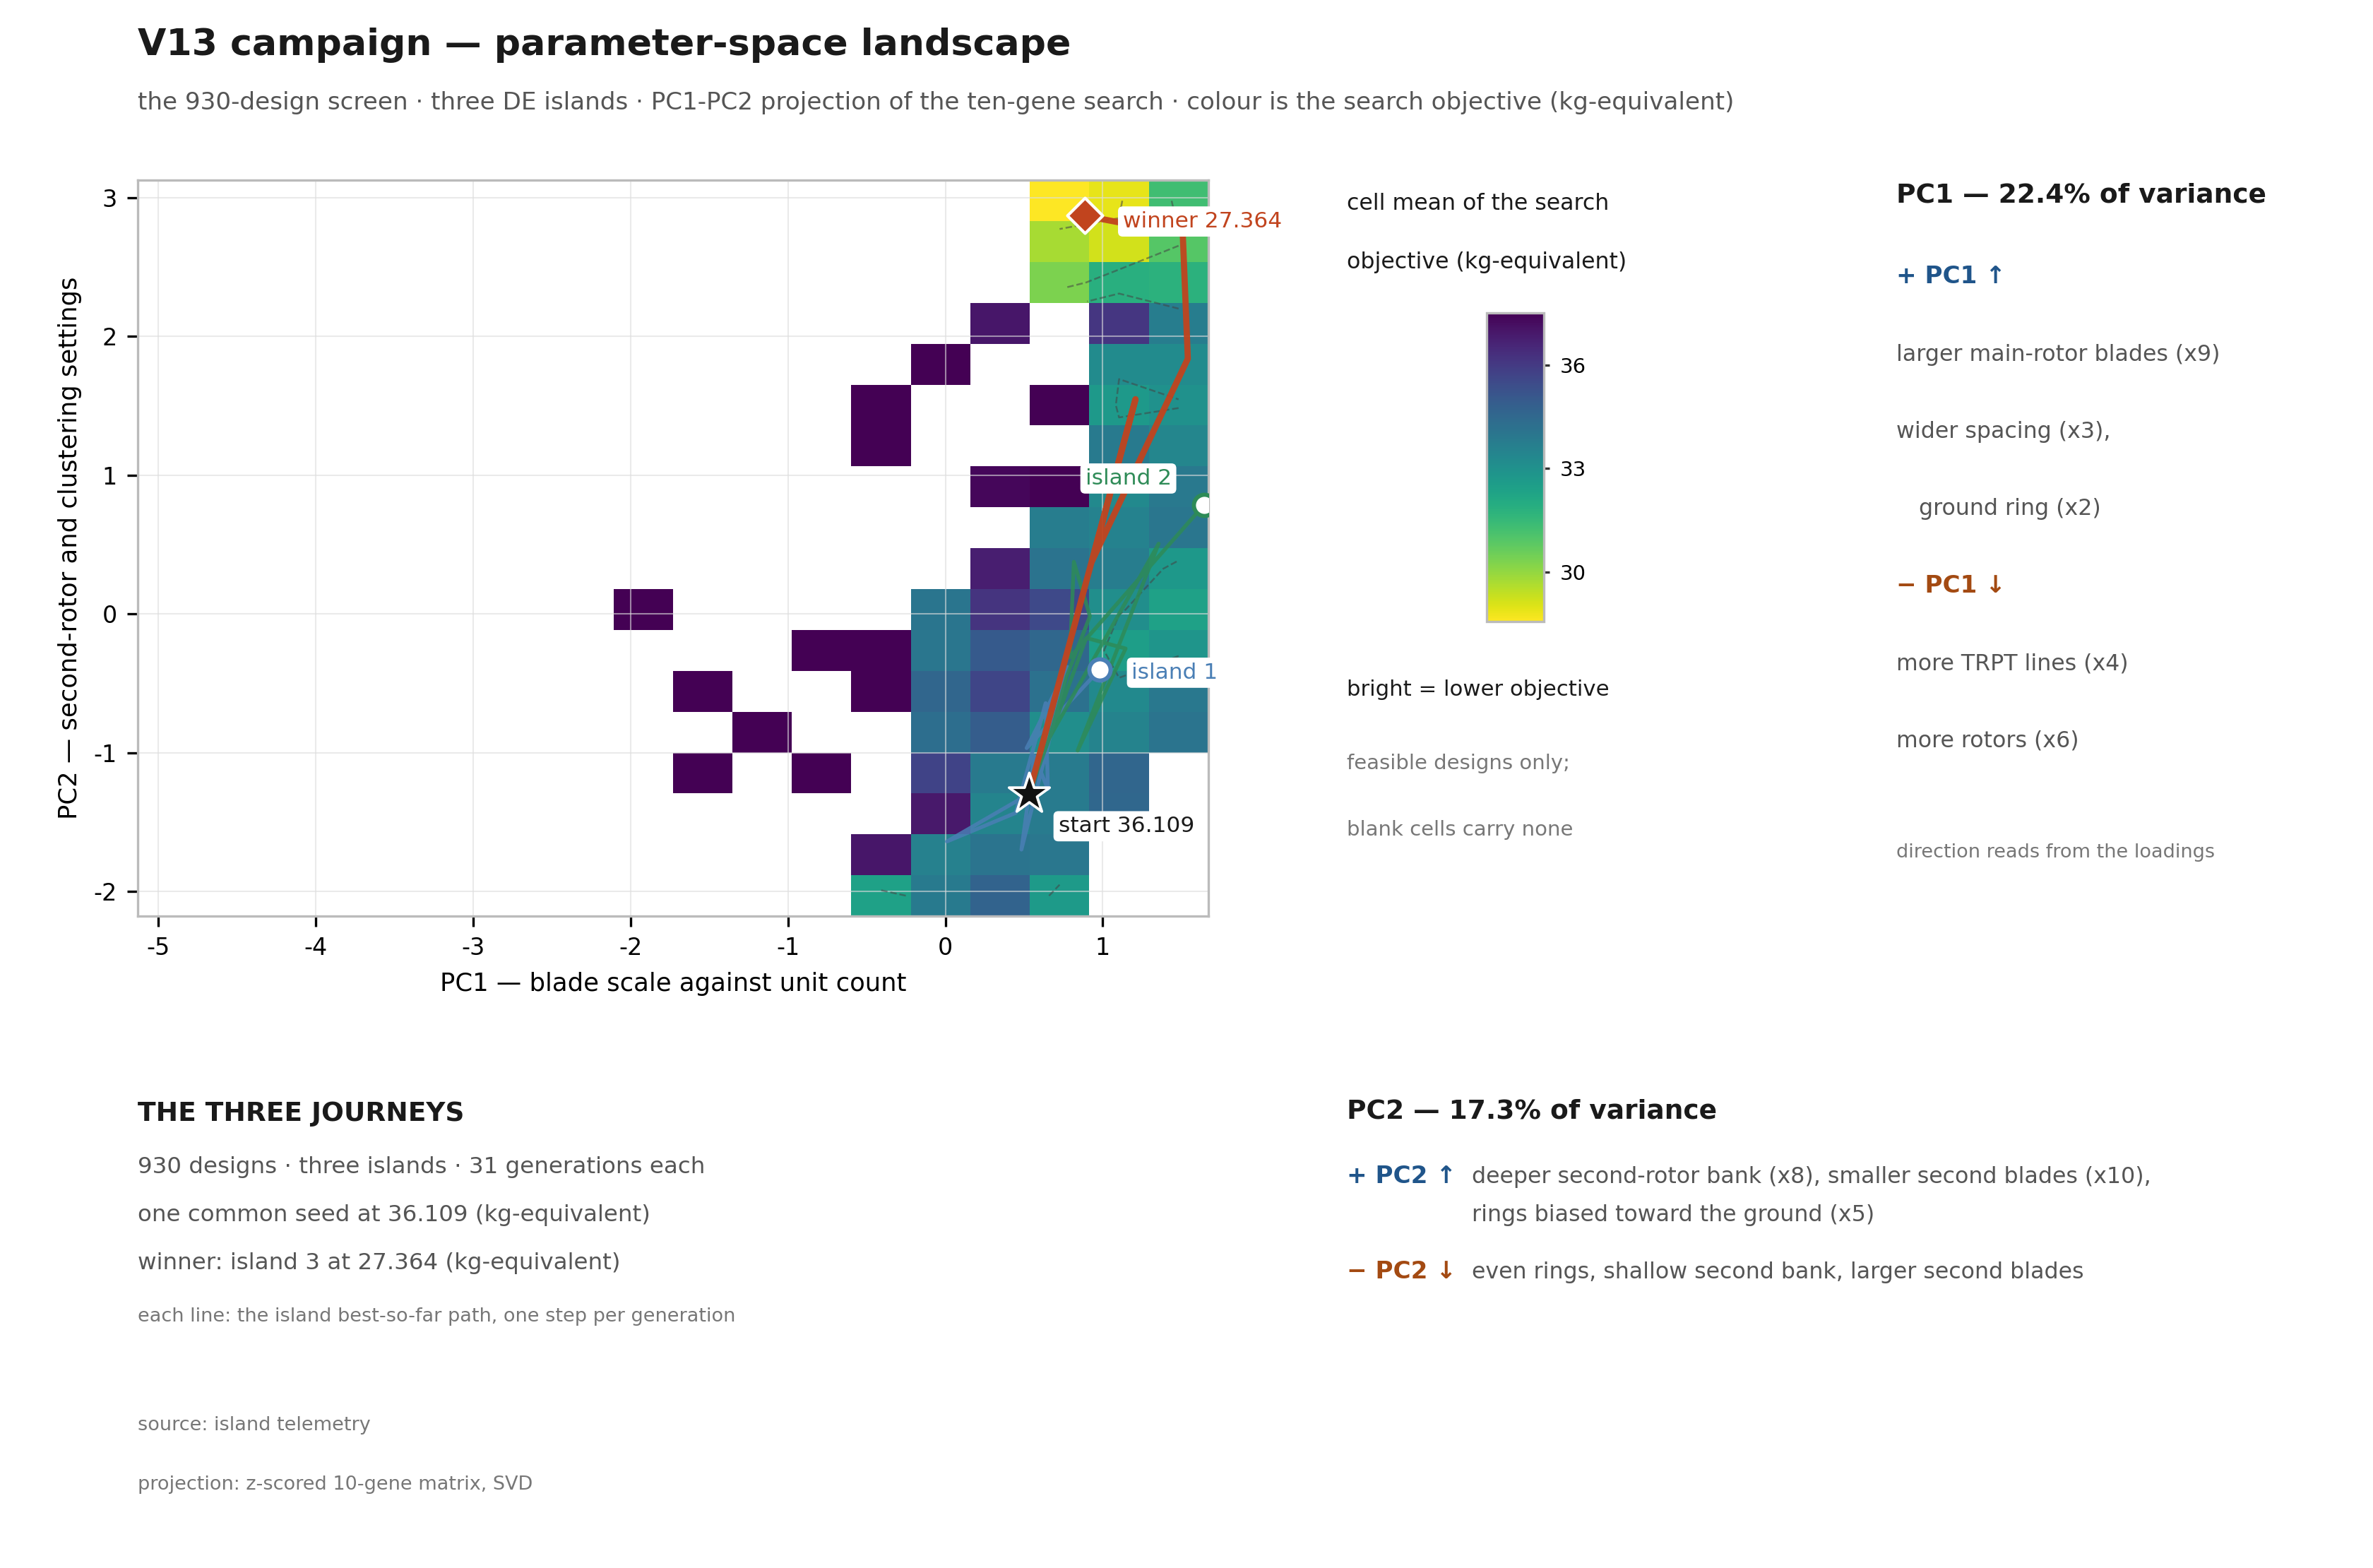 V13 campaign — parameter-space landscape
the 930-design screen · three DE islands · PC1-PC2 projection of the ten-gene search · colour is the search objective (kg-equivalent)
3
2
1
0
-1
-2
PC2 — second-rotor and clustering settings
winner 27.364
island 2
island 1
start 36.109
-5
-4
-3
-2
-1
0
1
PC1 — blade scale against unit count
cell mean of the search
objective (kg-equivalent)
36
33
30
bright = lower objective
feasible designs only;
blank cells carry none
PC1 — 22.4% of variance
+ PC1 ↑
larger main-rotor blades (x9)
wider spacing (x3),
ground ring (x2)
− PC1 ↓
more TRPT lines (x4)
more rotors (x6)
direction reads from the loadings
THE THREE JOURNEYS
930 designs · three islands · 31 generations each
one common seed at 36.109 (kg-equivalent)
winner: island 3 at 27.364 (kg-equivalent)
each line: the island best-so-far path, one step per generation
source: island telemetry
projection: z-scored 10-gene matrix, SVD
PC2 — 17.3% of variance
+ PC2 ↑ deeper second-rotor bank (x8), smaller second blades (x10),
rings biased toward the ground (x5)
− PC2 ↓ even rings, shallow second bank, larger second blades